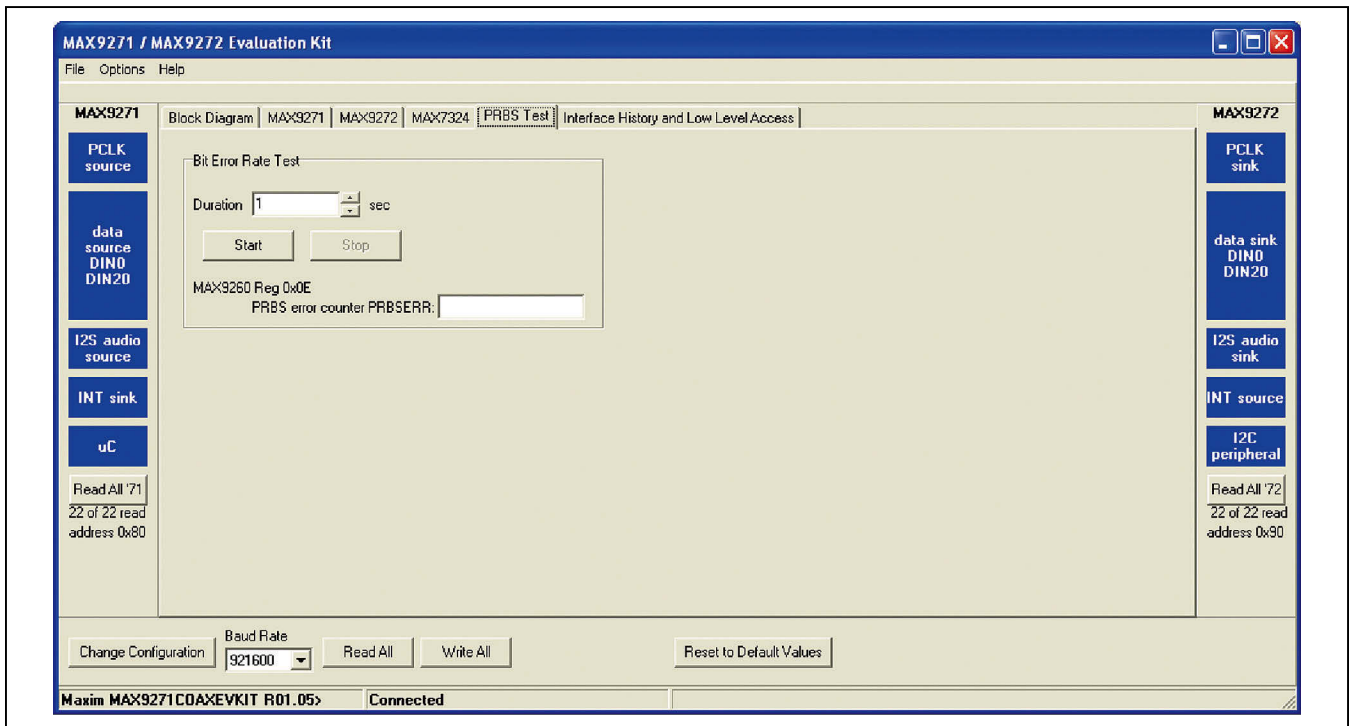 MAX9271 / MAX9272 Evaluation Kit
File Options Help
MAX9271
PCLK
source
data
source
DIN0
DIN20
I2S audio
source
INT sink
uC
Read All '71
22 of 22 read
address 0x80
Block Diagram MAX9271 MAX9272 MAX7324 PRBS Test Interface History and Low Level Access
Bit Error Rate Test
Duration 1 sec
Start Stop
MAX9260 Reg 0x0E
PRBS error counter PRBSERR:
MAX9272
PCLK
sink
data sink
DIN0
DIN20
I2S audio
sink
INT source
I2C
peripheral
Read All '72
22 of 22 read
address 0x90
Change Configuration
Baud Rate
921600
Read All Write All Reset to Default Values
Maxim MAX9271COAXEVKIT R01.05> Connected